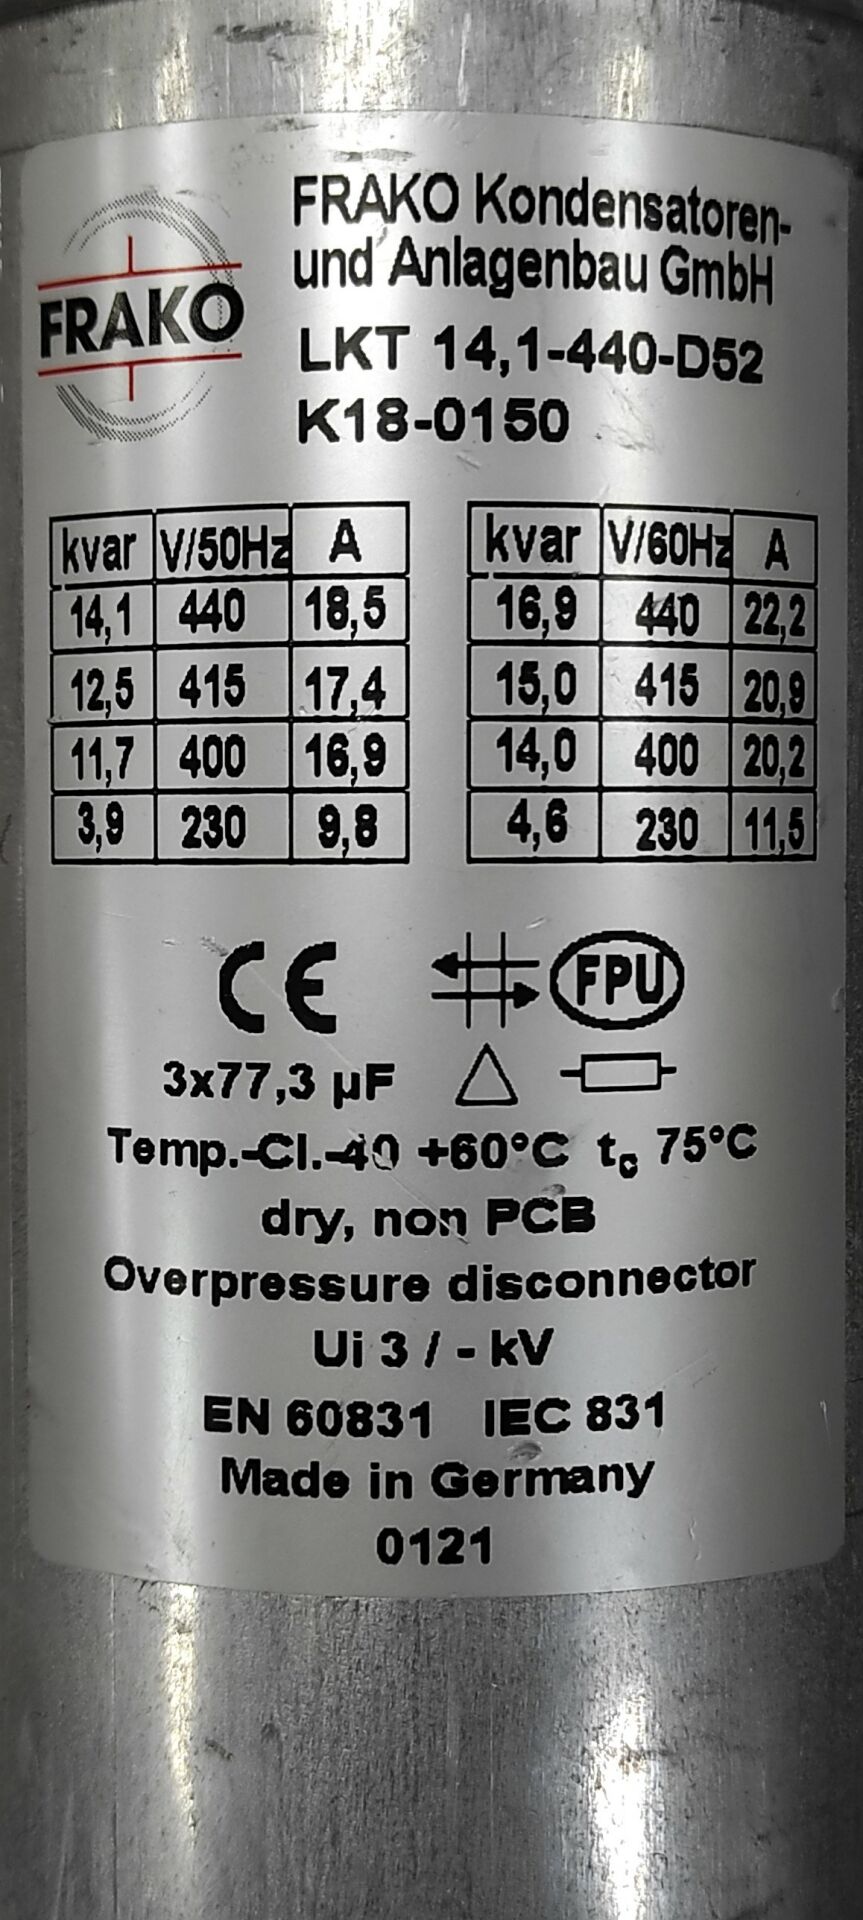 FRAKO
FRAKO Kondensatoren-
und Anlagenbau GmbH
LKT 14,1-440-D52
K18-0150
kvar V/50Hz A
14,1 440 18,5
12,5 415 17,4
11,7 400 16,9
3,9 230 9,8
kvar V/60Hz A
16,9 440 22,2
15,0 415 20,9
14,0 400 20,2
4,6 230 11,5
CE FPU
3x77,3 µF
Temp.-Cl.-40 +60°C tc 75°C
dry, non PCB
Overpressure disconnector
Ui 3 / - kV
EN 60831 IEC 831
Made in Germany
0121